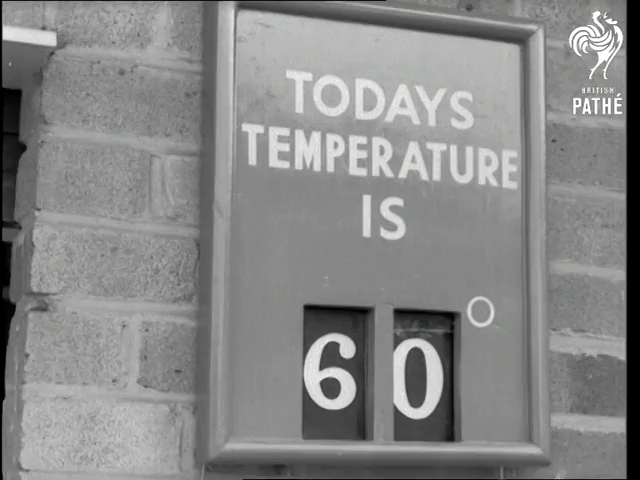 TODAYS
TEMPERATURE
IS
60°
BRITISH
PATHÉ